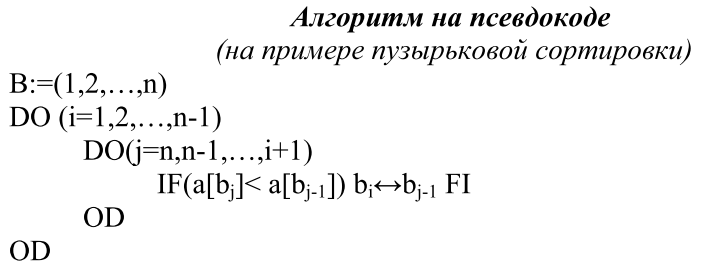 Алгоритм на псевдокоде
(на примере пузырьковой сортировки)
B:=(1,2,…,n)
DO (i=1,2,…,n-1)
DO(j=n,n-1,…,i+1)
IF(a[bj]< a[bj-1]) bi↔bj-1 FI
OD
OD